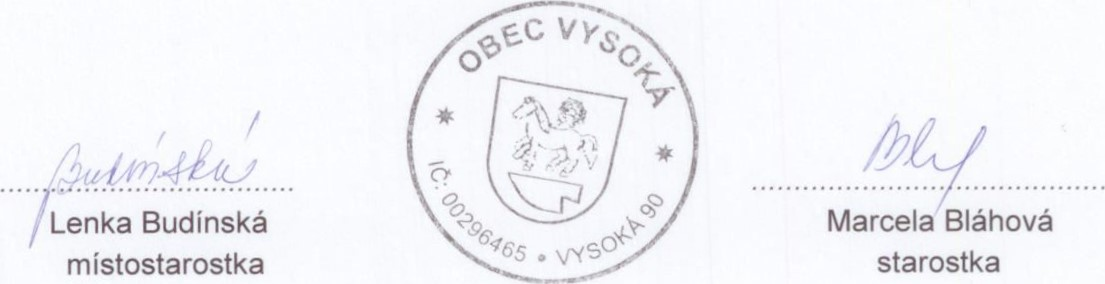 OBEC VYSOKÁ
IČ: 00296465 • VYSOKÁ 90
Budínská
Lenka Budínská
místostarostka
Marcela Bláhová
starostka